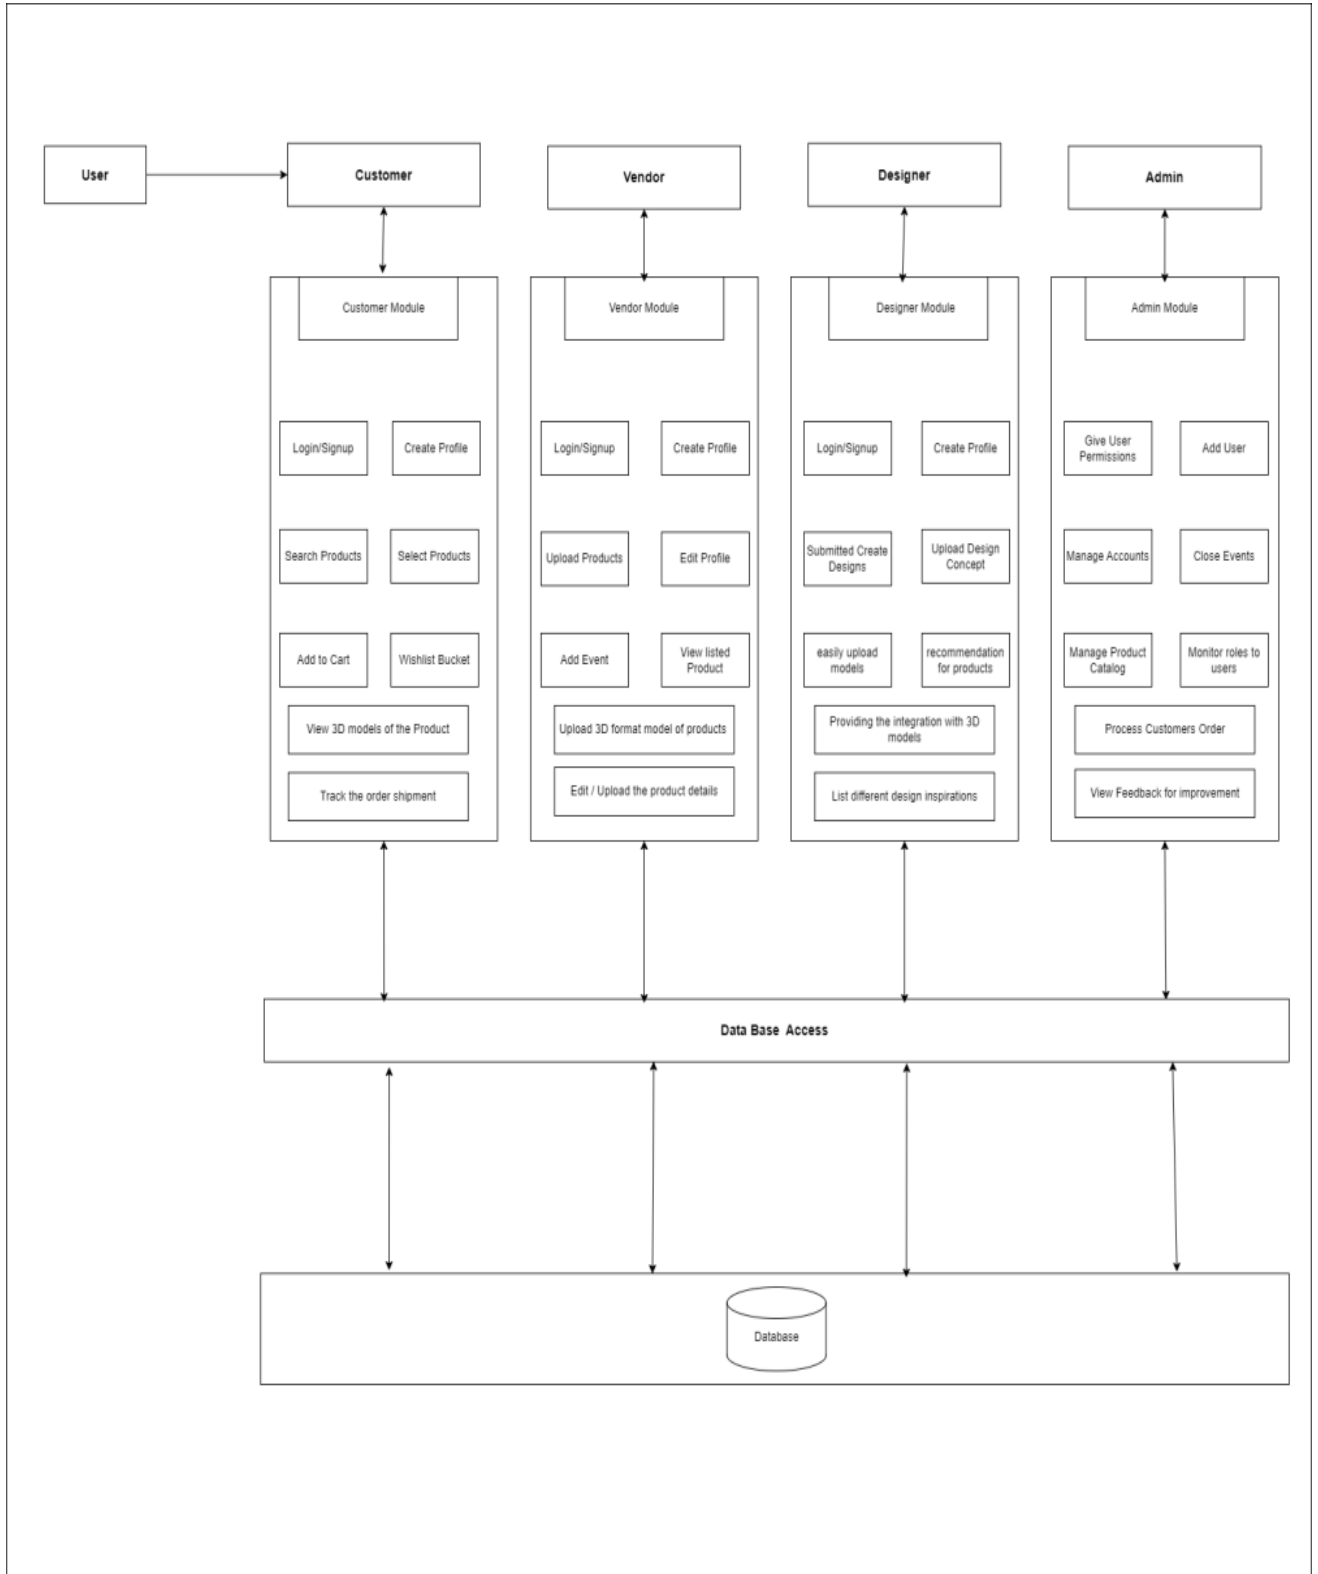 User
Customer
Vendor
Designer
Admin
Customer Module
Vendor Module
Designer Module
Admin Module
Login/Signup
Create Profile
Login/Signup
Create Profile
Login/Signup
Create Profile
Give User
Permissions
Add User
Search Products
Select Products
Upload Products
Edit Profile
Submitted Create
Designs
Upload Design
Concept
Manage Accounts
Close Events
Add to Cart
Wishlist Bucket
Add Event
View listed
Product
easily upload
models
recommendation
for products
Manage Product
Catalog
Monitor roles to
users
View 3D models of the Product
Upload 3D format model of products
Providing the integration with 3D
models
Process Customers Order
Track the order shipment
Edit / Upload the product details
List different design inspirations
View Feedback for improvement
Data Base Access
Database